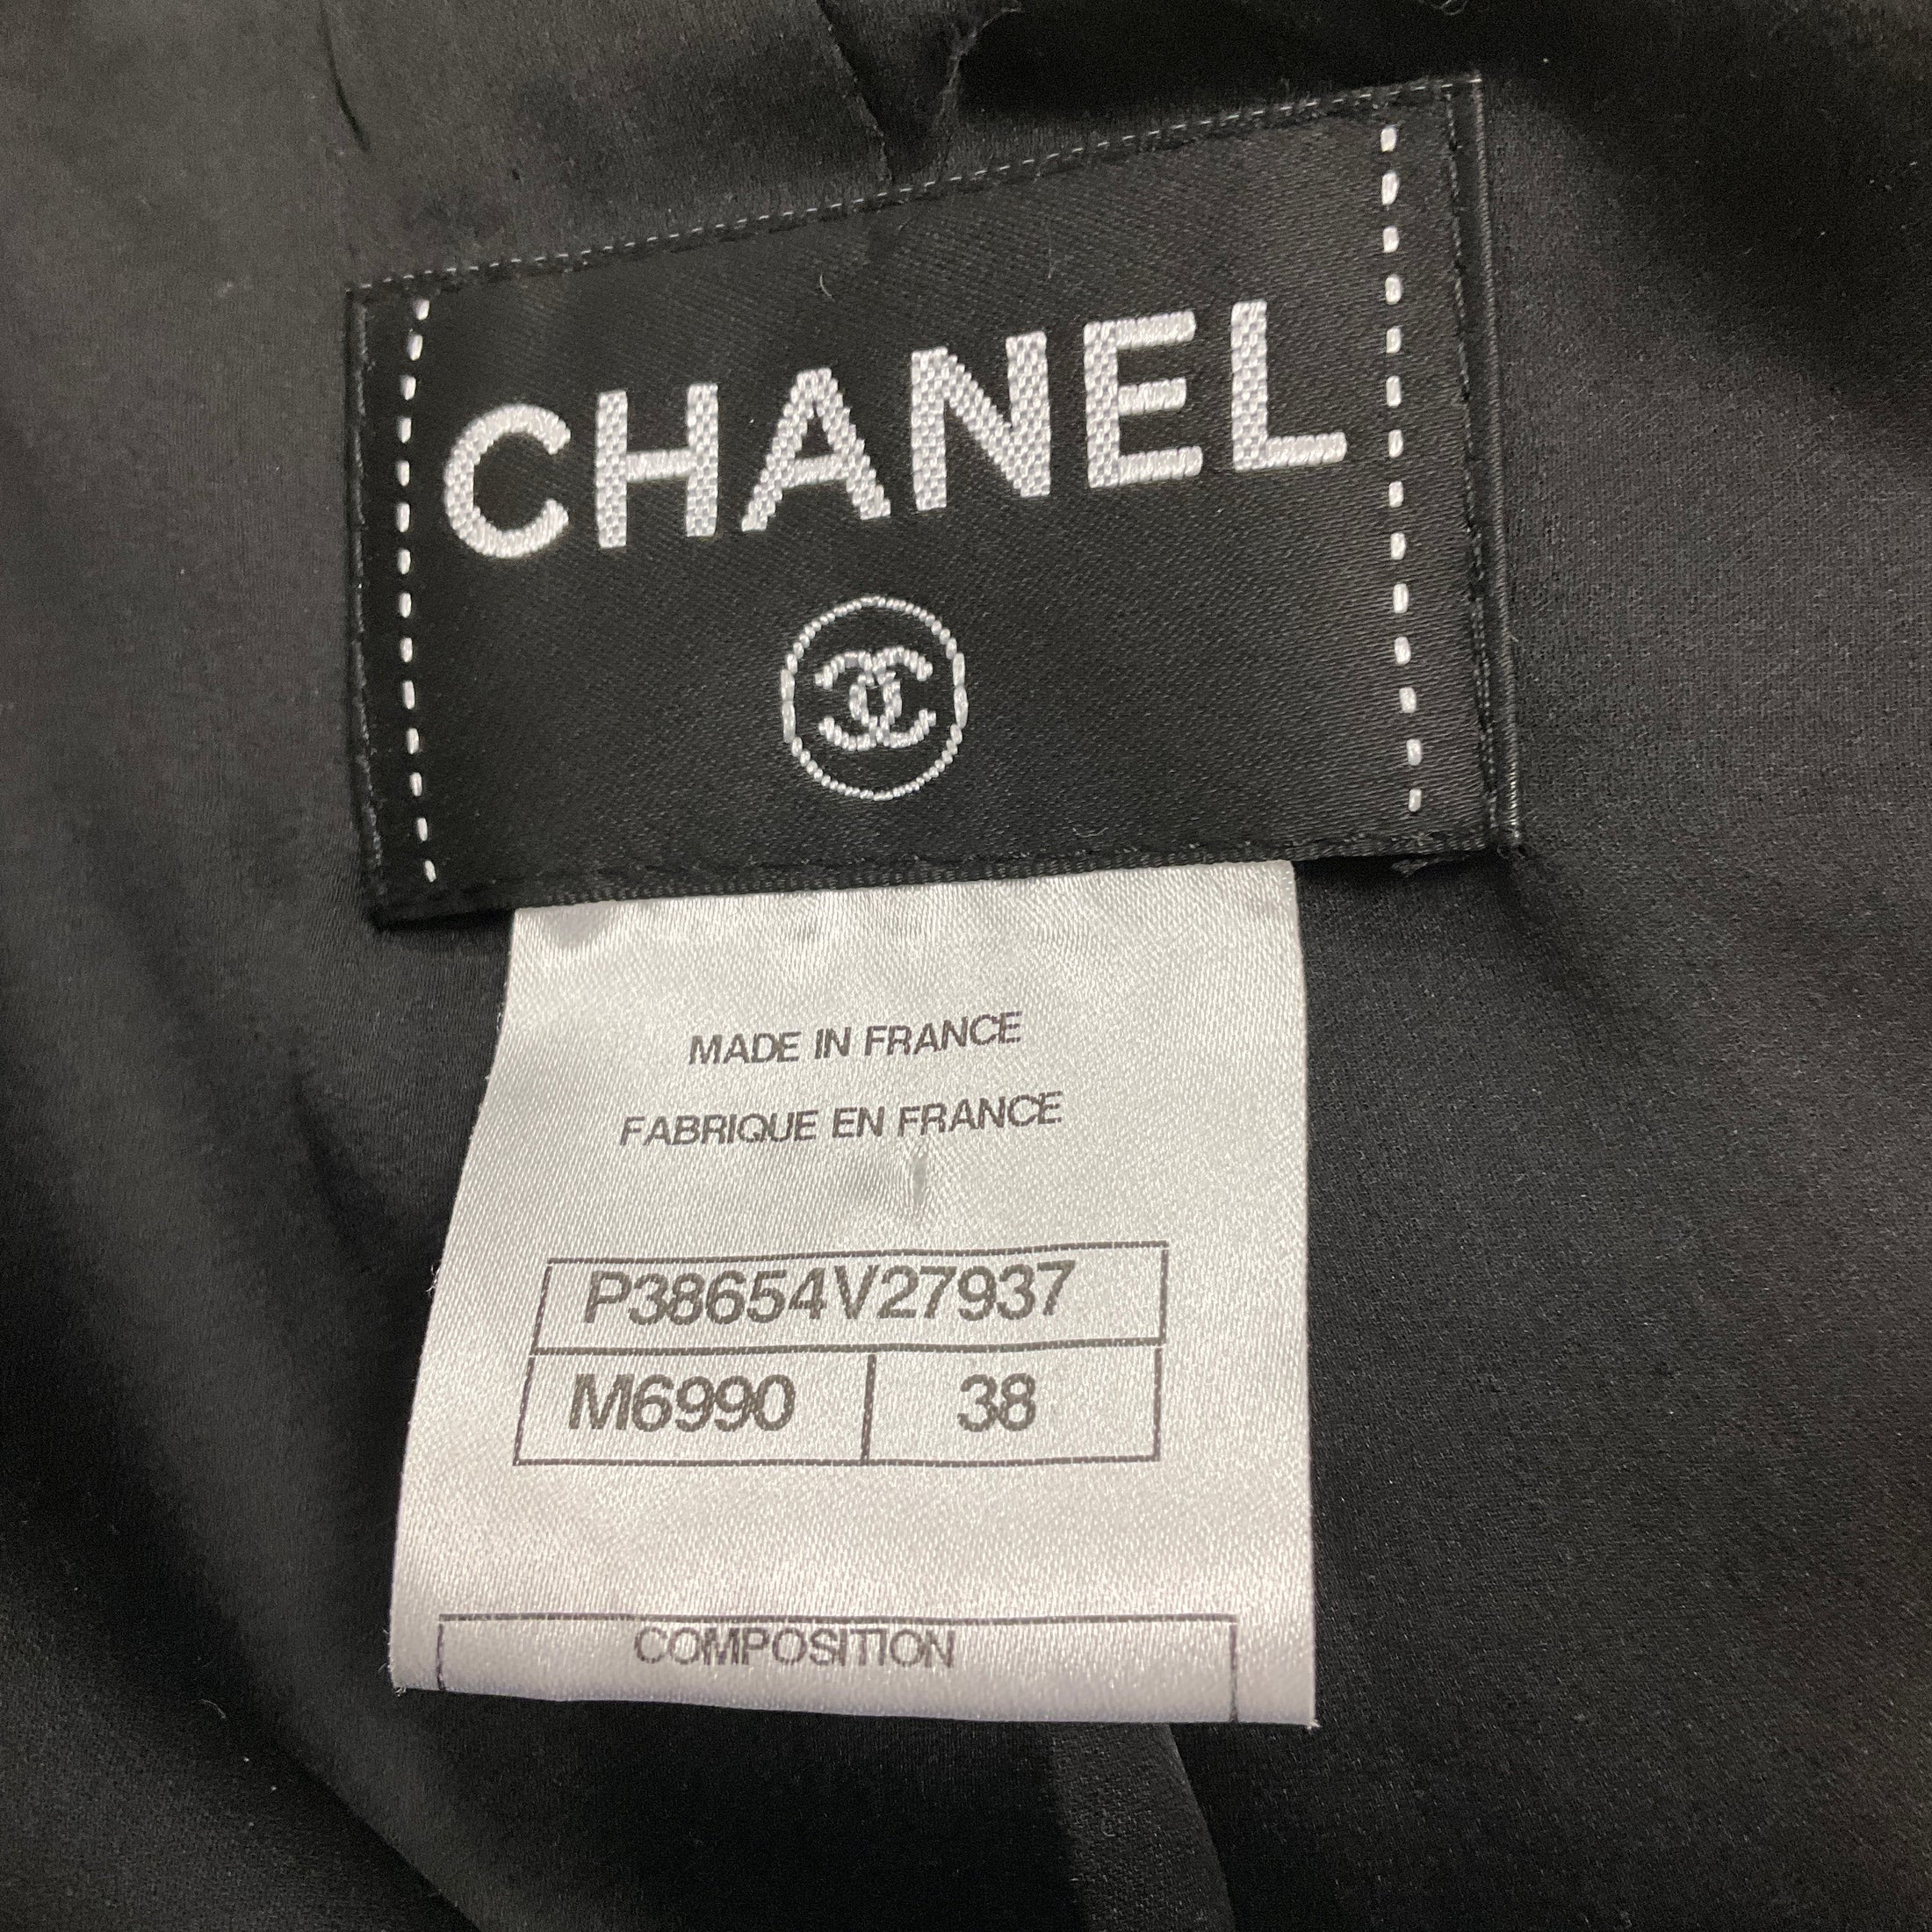 CHANEL
MADE IN FRANCE
FABRIQUE EN FRANCE
P38654V27937
M6990 38
COMPOSITION